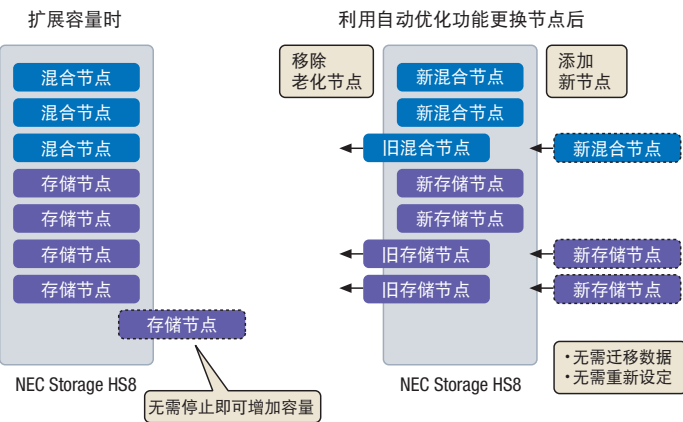 扩展容量时
混合节点
混合节点
混合节点
存储节点
存储节点
存储节点
存储节点
存储节点
NEC Storage HS8
无需停止即可增加容量
利用自动优化功能更换节点后
移除
老化节点
添加
新节点
新混合节点
新混合节点
旧混合节点
新混合节点
新存储节点
新存储节点
旧存储节点
新存储节点
旧存储节点
新存储节点
NEC Storage HS8
・无需迁移数据
・无需重新设定